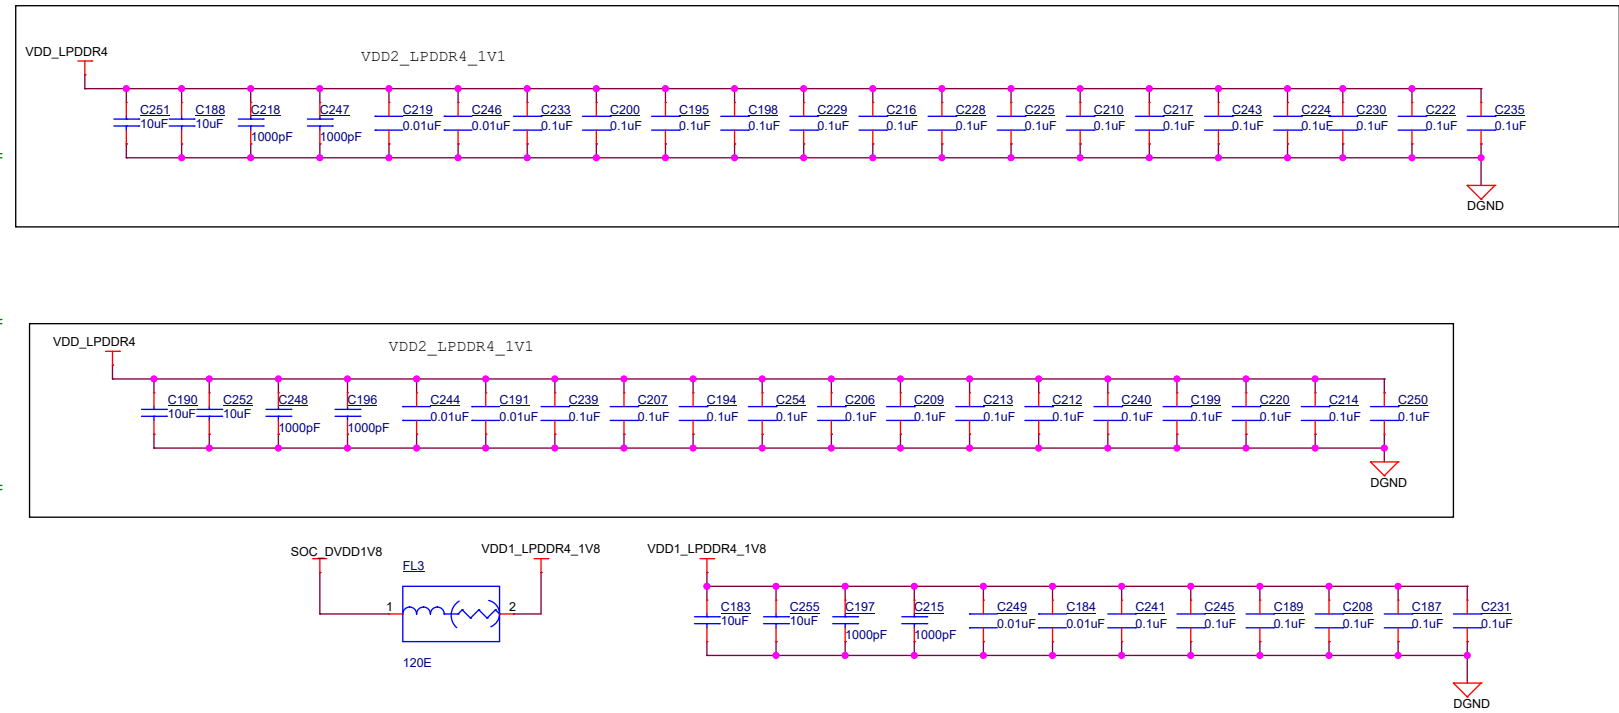 VDD_LPDDR4
VDD2_LPDDR4_1V1
C251 C188 C218 C247 C219 C246 C233 C200 C195 C198 C229 C216 C228 C225 C210 C217 C243 C224 C230 C222 C235
10uF 10uF 1000pF 1000pF 0.01uF 0.01uF 0.1uF 0.1uF 0.1uF 0.1uF 0.1uF 0.1uF 0.1uF 0.1uF 0.1uF 0.1uF 0.1uF 0.1uF 0.1uF 0.1uF 0.1uF
DGND
VDD_LPDDR4
VDD2_LPDDR4_1V1
C190 C252 C248 C196 C244 C191 C239 C207 C194 C254 C206 C209 C213 C212 C240 C199 C220 C214 C250
10uF 10uF 1000pF 1000pF 0.01uF 0.01uF 0.1uF 0.1uF 0.1uF 0.1uF 0.1uF 0.1uF 0.1uF 0.1uF 0.1uF 0.1uF 0.1uF 0.1uF 0.1uF
DGND
SOC_DVDD1V8
VDD1_LPDDR4_1V8
FL3
1
2
120E
VDD1_LPDDR4_1V8
C183 C255 C197 C215 C249 C184 C241 C245 C189 C208 C187 C231
10uF 10uF 1000pF 1000pF 0.01uF 0.01uF 0.1uF 0.1uF 0.1uF 0.1uF 0.1uF 0.1uF
DGND